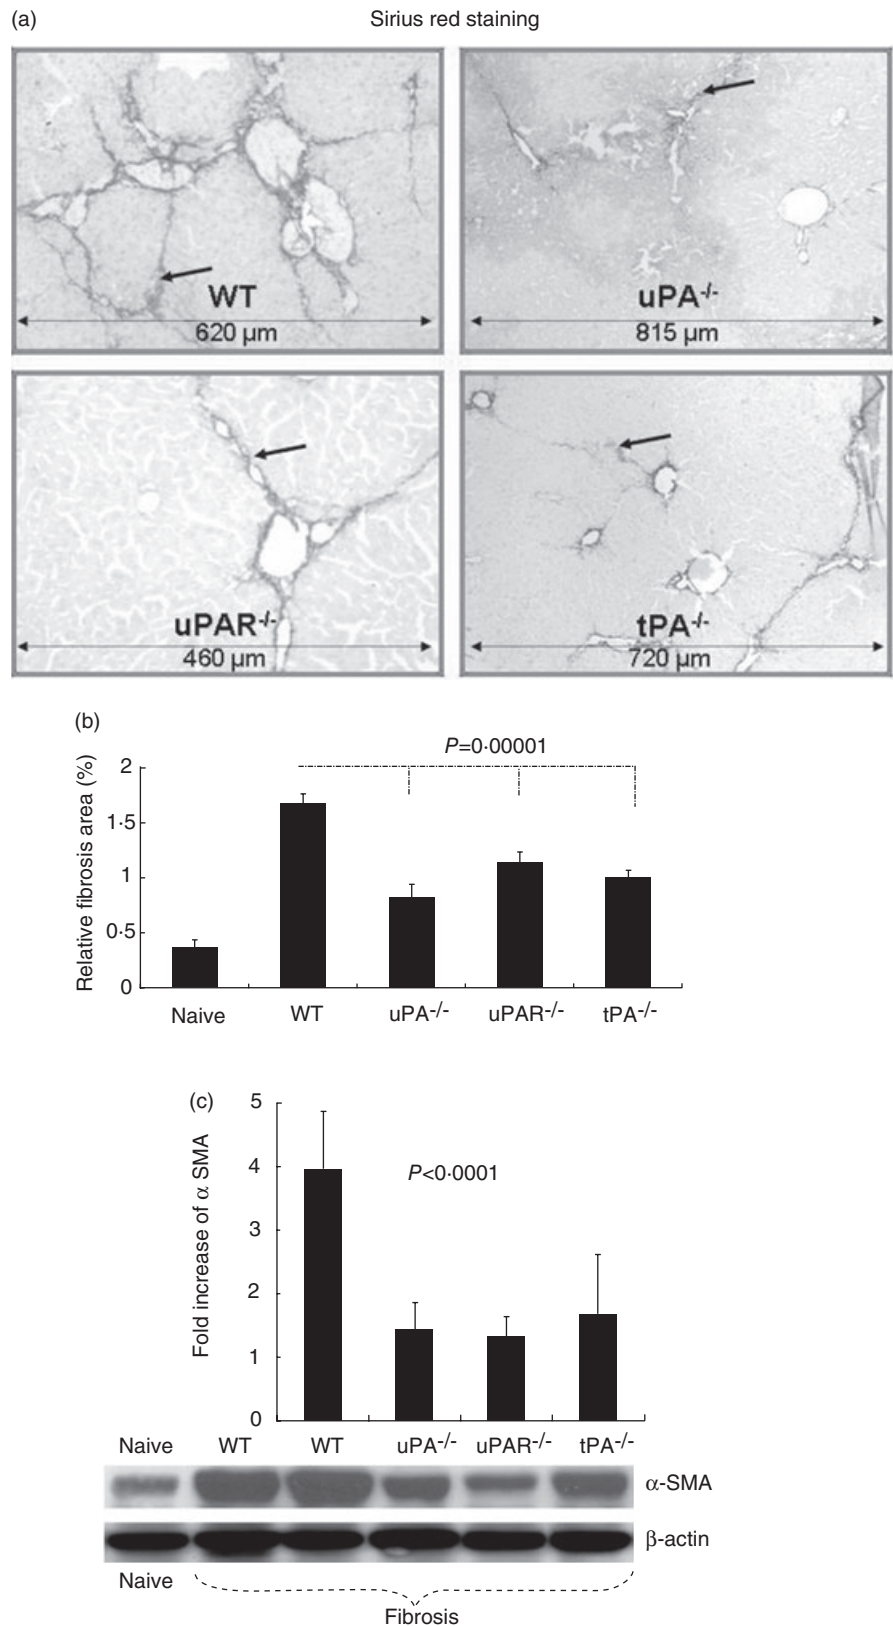 (a)
Sirius red staining
WT
620 µm
uPA-/-
815 µm
uPAR-/-
460 µm
tPA-/-
720 µm
(b)
P=0·00001
Relative fibrosis area (%)
2
1·5
1
0·5
0
Naive WT uPA-/- uPAR-/- tPA-/-
(c)
P<0·0001
Fold increase of α SMA
5
4
3
2
1
0
Naive WT WT uPA-/- uPAR-/- tPA-/-
α-SMA
β-actin
Naive
Fibrosis